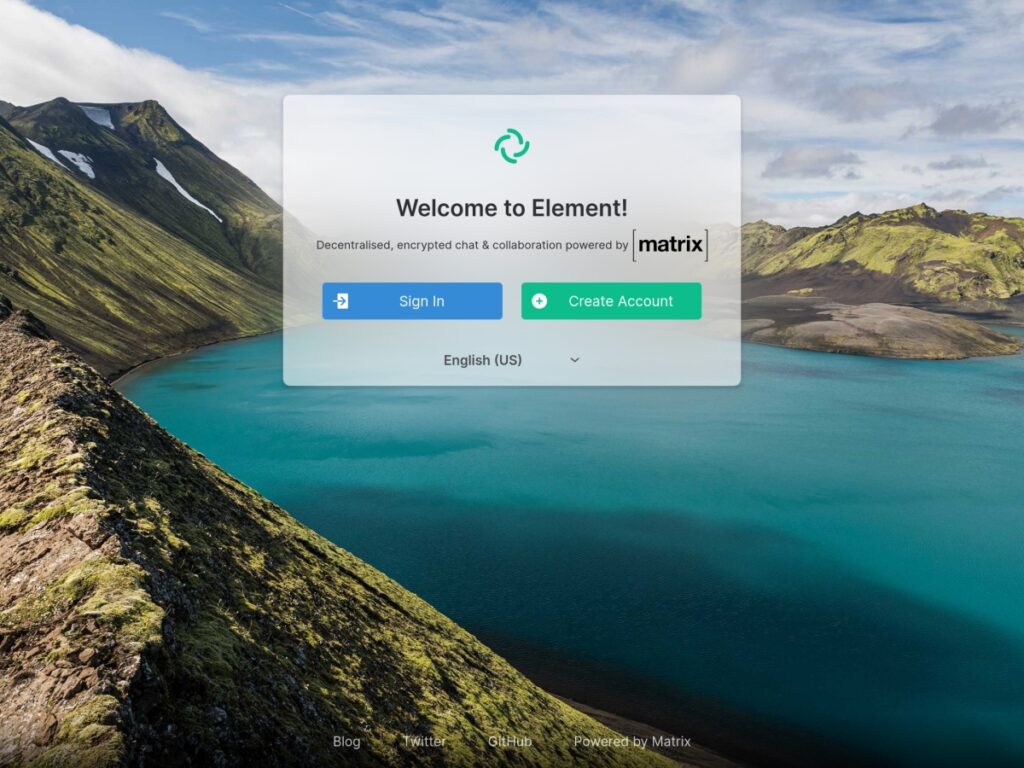 Welcome to Element!
Decentralised, encrypted chat & collaboration powered by [matrix]
Sign In
Create Account
English (US)
Blog
Twitter
GitHub
Powered by Matrix